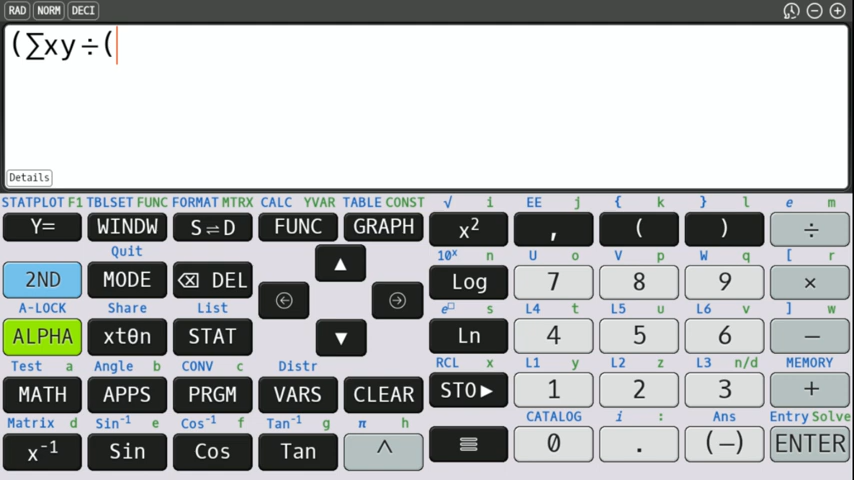 RAD NORM DECI
(∑xy÷(
Details
STATPLOT F1 TBLSET FUNC FORMAT MTRX CALC YVAR TABLE CONST √ i EE j { k } l e m
Y= WINDW S⇌D FUNC GRAPH x² , ( ) ÷
Quit 10ˣ n U o V p W q [ r
2ND MODE DEL ▲ Log 7 8 9 ×
A-LOCK Share List e□ s L4 t L5 u L6 v ] w
ALPHA xtθn STAT ▼ Ln 4 5 6 −
Test a Angle b CONV c Distr RCL x L1 y L2 z L3 n/d MEMORY
MATH APPS PRGM VARS CLEAR STO▶ 1 2 3 +
Matrix d Sin⁻¹ e Cos⁻¹ f Tan⁻¹ g π h CATALOG i : Ans Entry Solve
x⁻¹ Sin Cos Tan ^ 0 . (−) ENTER